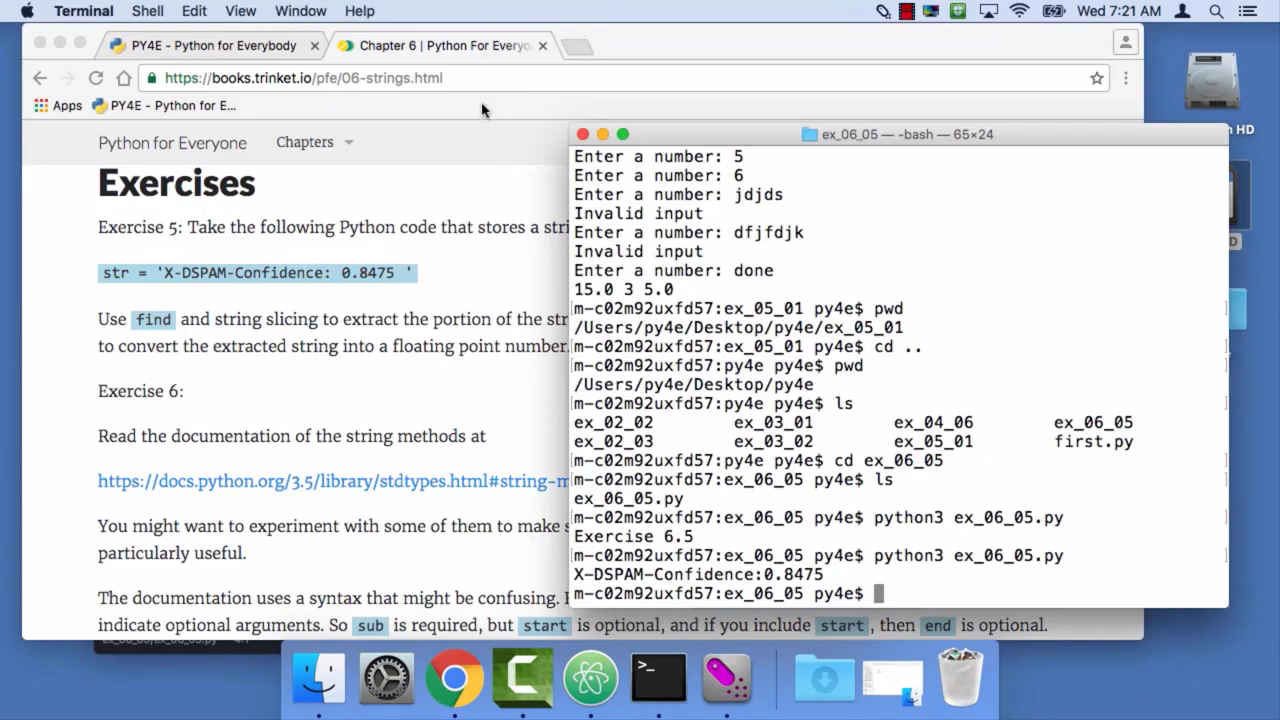 Terminal Shell Edit View Window Help Wed 7:21 AM
PY4E - Python for Everybody Chapter 6 | Python For Everyo
https://books.trinket.io/pfe/06-strings.html
Apps PY4E - Python for E...
HD
D
Python for Everyone Chapters
Exercises
Exercise 5: Take the following Python code that stores a stri
str = 'X-DSPAM-Confidence: 0.8475 '
Use find and string slicing to extract the portion of the str
to convert the extracted string into a floating point number.
Exercise 6:
Read the documentation of the string methods at
https://docs.python.org/3.5/library/stdtypes.html#string-m
You might want to experiment with some of them to make s
particularly useful.
The documentation uses a syntax that might be confusing.
indicate optional arguments. So sub is required, but start is optional, and if you include start, then end is optional.
ex_06_05 — -bash — 65×24
Enter a number: 5
Enter a number: 6
Enter a number: jdjds
Invalid input
Enter a number: dfjfdjk
Invalid input
Enter a number: done
15.0 3 5.0
[m-c02m92uxfd57:ex_05_01 py4e$ pwd ]
/Users/py4e/Desktop/py4e/ex_05_01
[m-c02m92uxfd57:ex_05_01 py4e$ cd .. ]
[m-c02m92uxfd57:py4e py4e$ pwd ]
/Users/py4e/Desktop/py4e
[m-c02m92uxfd57:py4e py4e$ ls ]
ex_02_02 ex_03_01 ex_04_06 ex_06_05
ex_02_03 ex_03_02 ex_05_01 first.py
[m-c02m92uxfd57:py4e py4e$ cd ex_06_05 ]
[m-c02m92uxfd57:ex_06_05 py4e$ ls ]
ex_06_05.py
[m-c02m92uxfd57:ex_06_05 py4e$ python3 ex_06_05.py ]
Exercise 6.5
[m-c02m92uxfd57:ex_06_05 py4e$ python3 ex_06_05.py ]
X-DSPAM-Confidence:0.8475
m-c02m92uxfd57:ex_06_05 py4e$